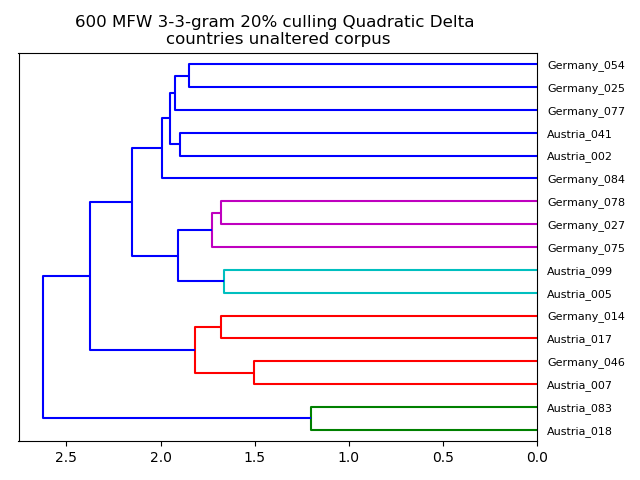 600 MFW 3-3-gram 20% culling Quadratic Delta
countries unaltered corpus
Germany_054
Germany_025
Germany_077
Austria_041
Austria_002
Germany_084
Germany_078
Germany_027
Germany_075
Austria_099
Austria_005
Germany_014
Austria_017
Germany_046
Austria_007
Austria_083
Austria_018
2.5 2.0 1.5 1.0 0.5 0.0